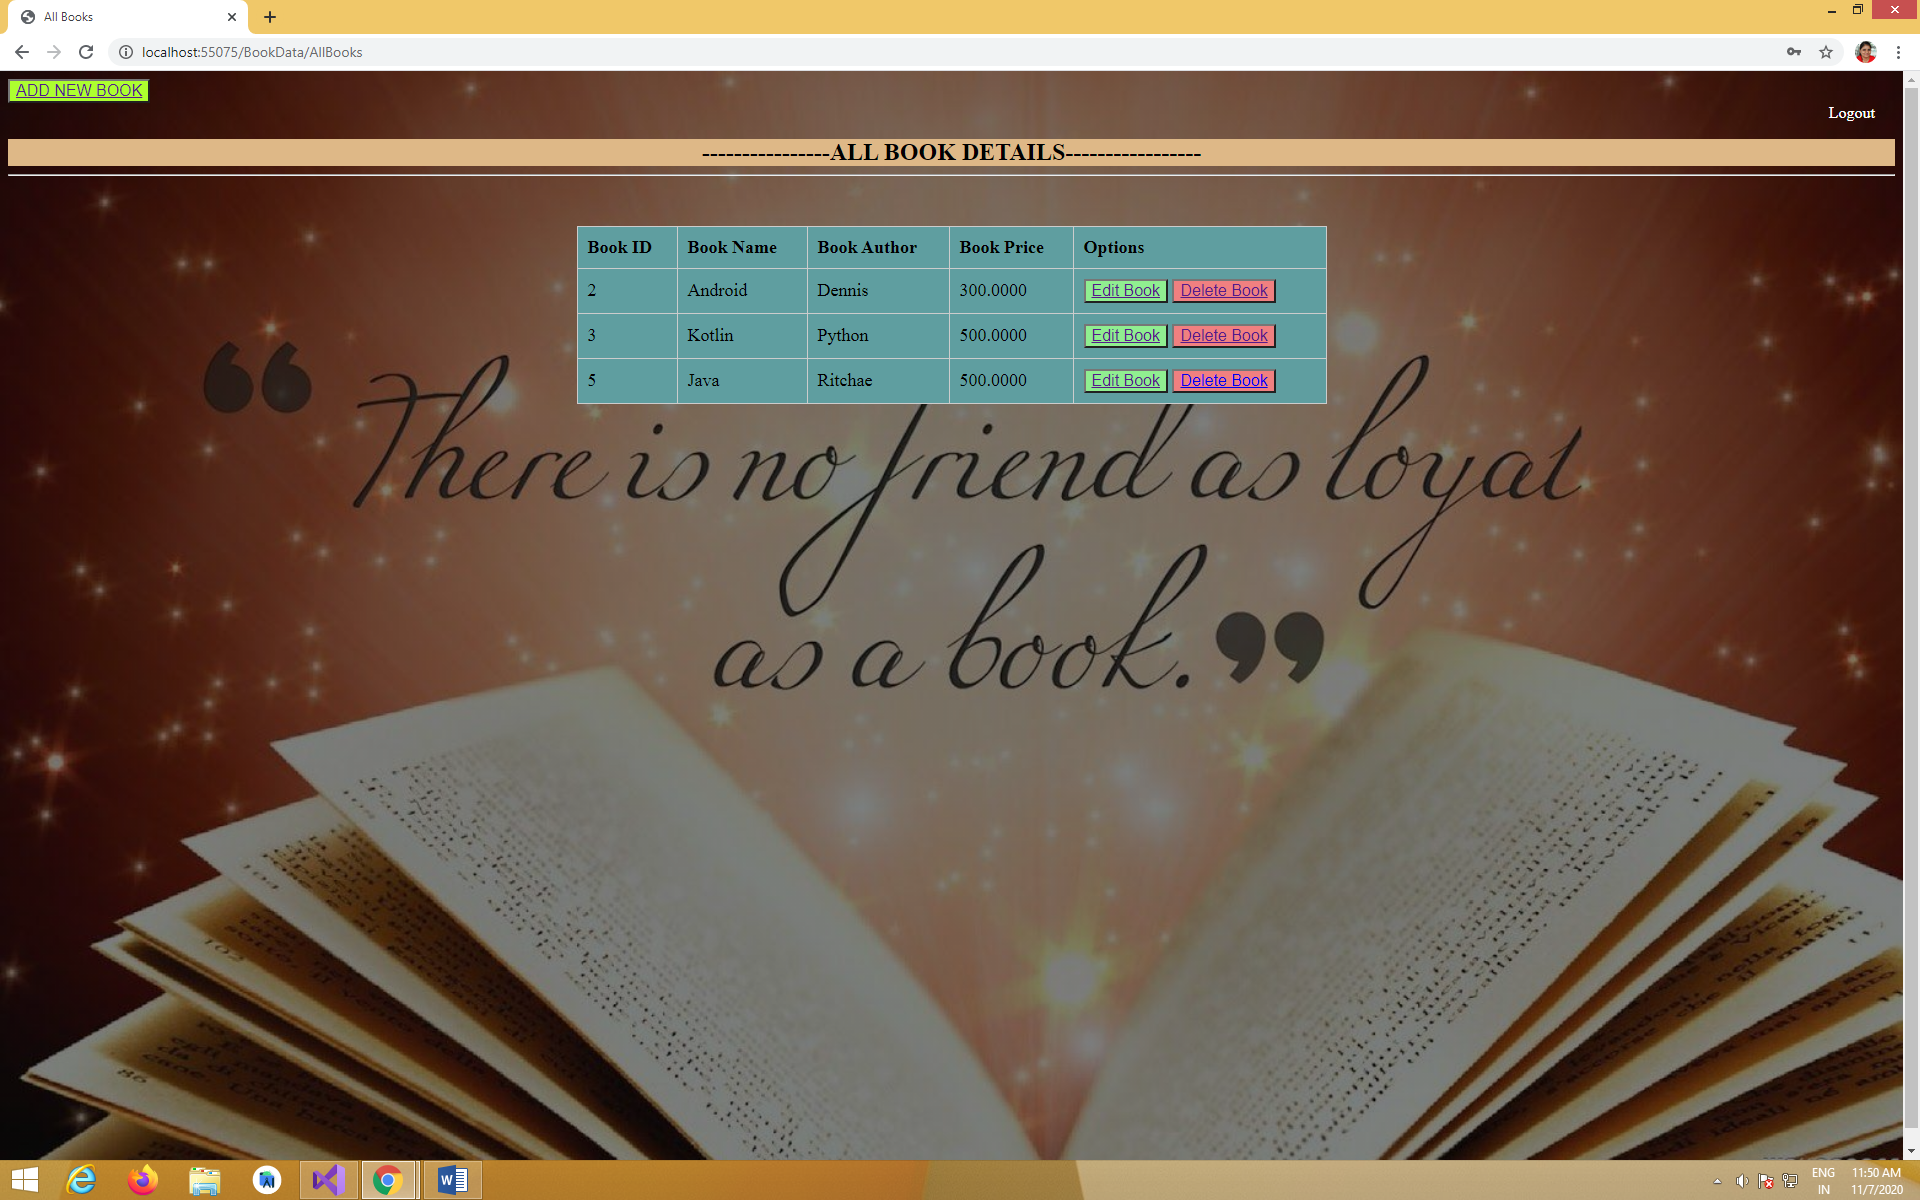 All Books
localhost:55075/BookData/AllBooks
ADD NEW BOOK
Logout
----------------ALL BOOK DETAILS-----------------
Book ID Book Name Book Author Book Price Options
2 Android Dennis 300.0000 Edit Book Delete Book
3 Kotlin Python 500.0000 Edit Book Delete Book
5 Java Ritchae 500.0000 Edit Book Delete Book
“There is no friend as loyal
as a book.”
ENG 11:50 AM
IN 11/7/2020